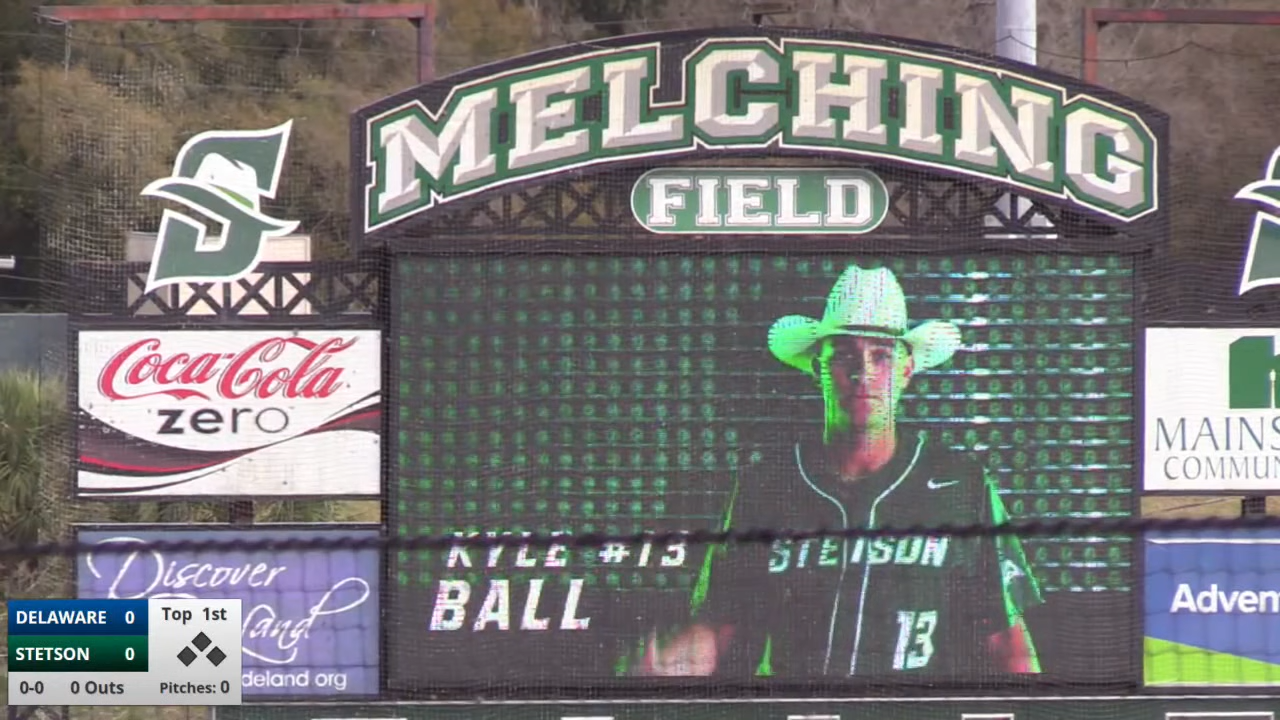 MELCHING
FIELD
S
Coca-Cola
zero
MAINS
COMMUN
KYLE #13
BALL
STETSON
13
Discover
land
deland.org
Adven
DELAWARE 0
STETSON 0
Top 1st
0-0 0 Outs
Pitches: 0